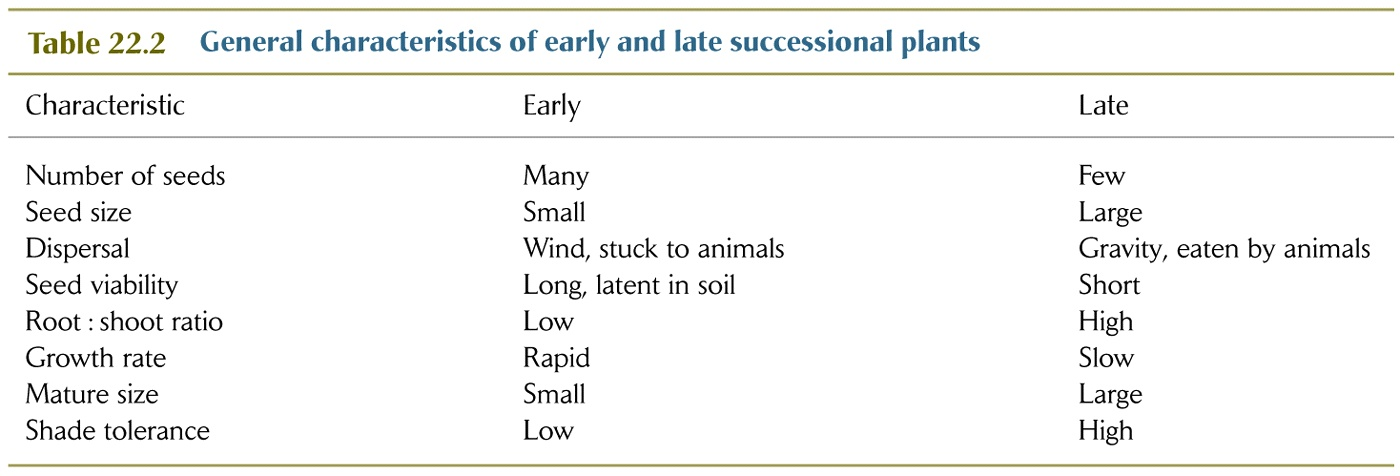 Table 22.2 General characteristics of early and late successional plants
Characteristic Early Late
Number of seeds Many Few
Seed size Small Large
Dispersal Wind, stuck to animals Gravity, eaten by animals
Seed viability Long, latent in soil Short
Root : shoot ratio Low High
Growth rate Rapid Slow
Mature size Small Large
Shade tolerance Low High